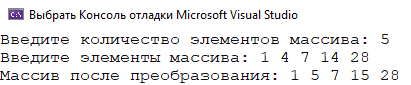 Выбрать Консоль отладки Microsoft Visual Studio
Введите количество элементов массива: 5
Введите элементы массива: 1 4 7 14 28
Массив после преобразования: 1 5 7 15 28